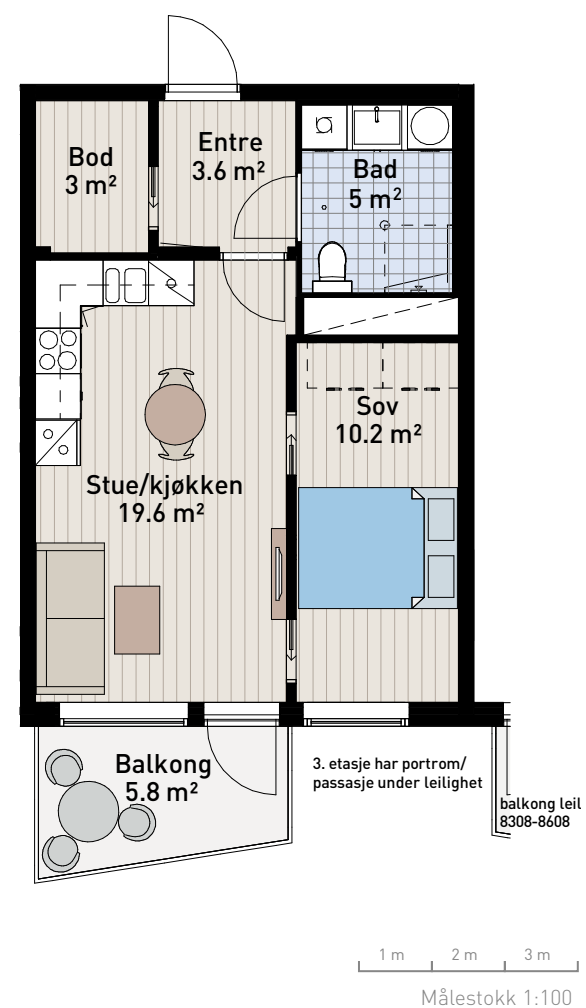 Bod
3 m²
Entre
3.6 m²
Bad
5 m²
Sov
10.2 m²
Stue/kjøkken
19.6 m²
Balkong
5.8 m²
3. etasje har portrom/
passasje under leilighet
balkong leil
8308-8608
1 m 2 m 3 m
Målestokk 1:100